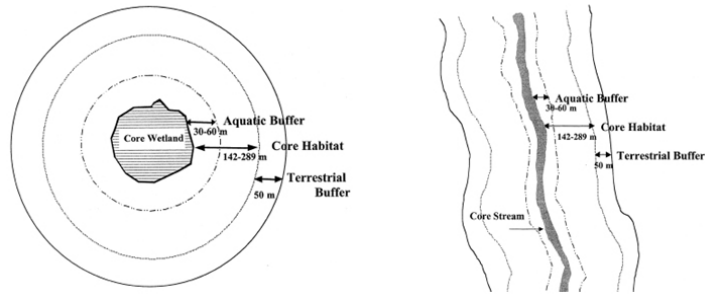 Core Wetland
Aquatic Buffer
30-60 m
Core Habitat
142-289 m
Terrestrial
Buffer
50 m
Aquatic Buffer
30-60 m
Core Habitat
142-289 m
Terrestrial Buffer
50 m
Core Stream